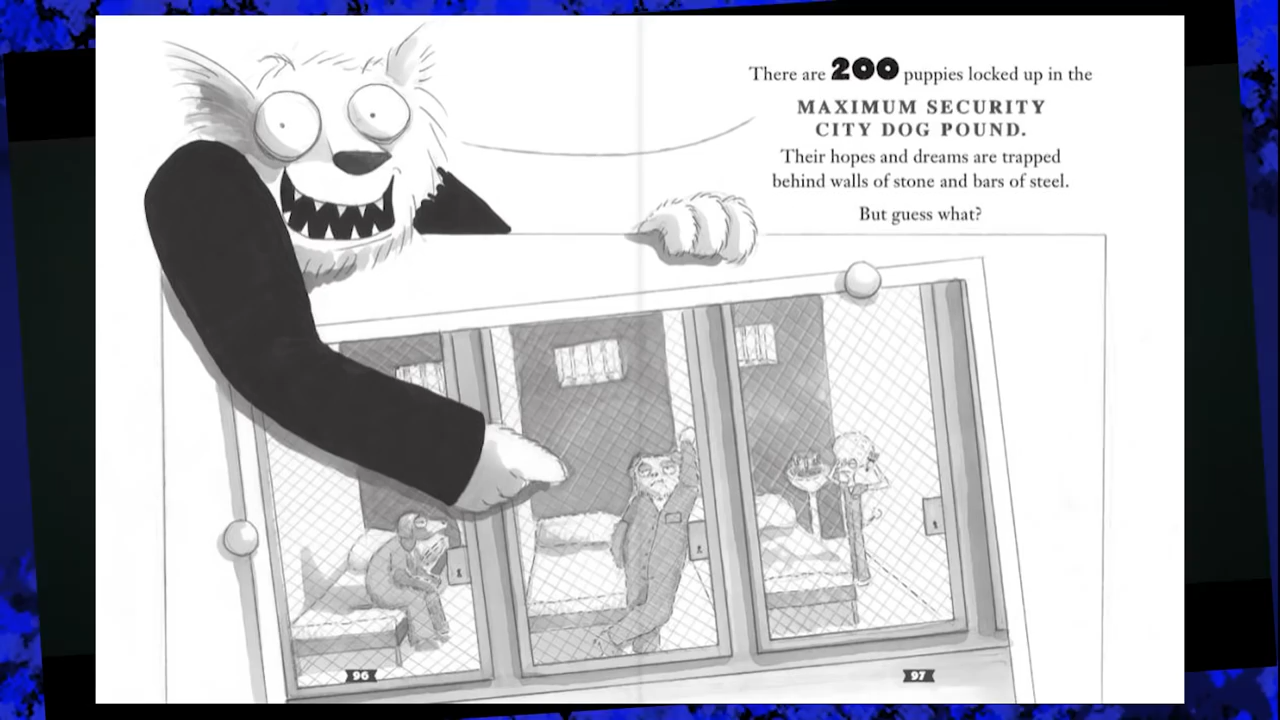 There are 200 puppies locked up in the
MAXIMUM SECURITY
CITY DOG POUND.
Their hopes and dreams are trapped
behind walls of stone and bars of steel.
But guess what?
96
97